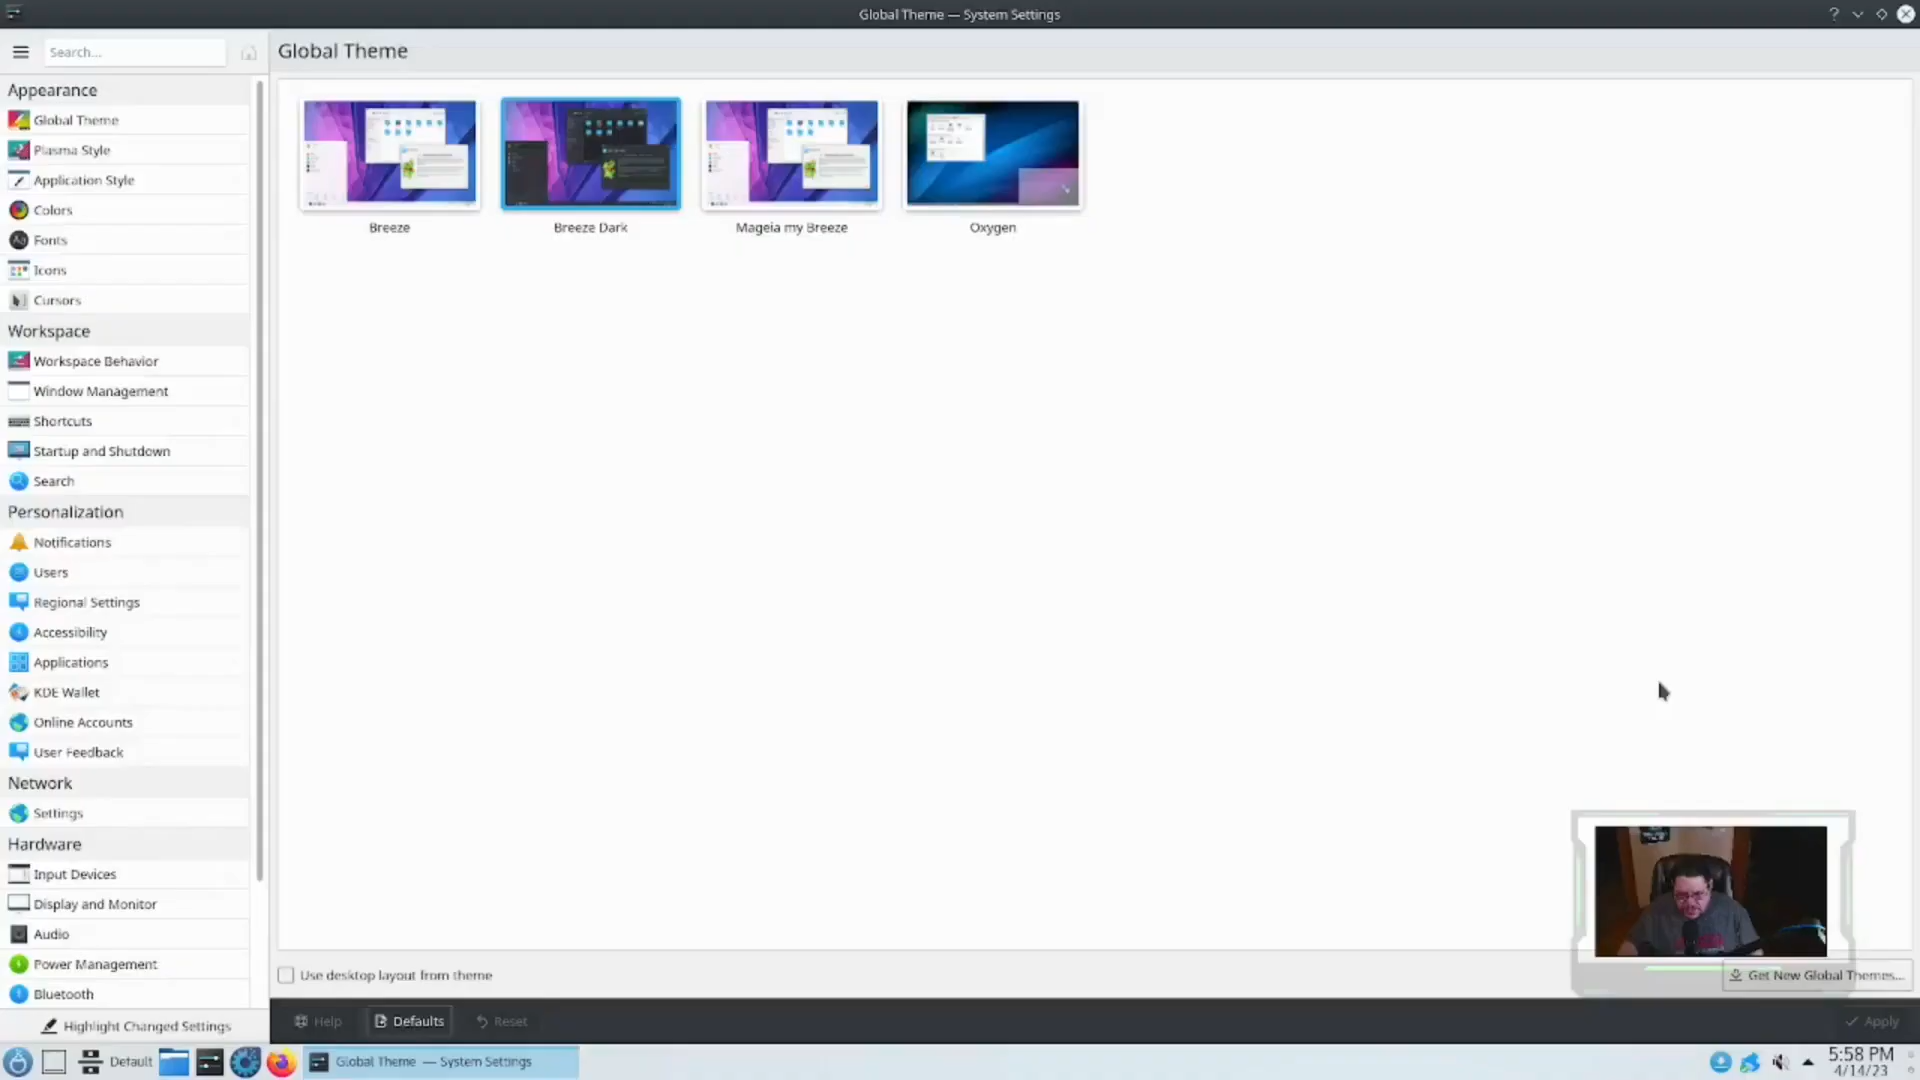 Global Theme — System Settings
Search...
Global Theme
Appearance
Global Theme
Plasma Style
Application Style
Colors
Fonts
Icons
Cursors
Workspace
Workspace Behavior
Window Management
Shortcuts
Startup and Shutdown
Search
Personalization
Notifications
Users
Regional Settings
Accessibility
Applications
KDE Wallet
Online Accounts
User Feedback
Network
Settings
Hardware
Input Devices
Display and Monitor
Audio
Power Management
Bluetooth
Highlight Changed Settings
Breeze
Breeze Dark
Mageia my Breeze
Oxygen
Use desktop layout from theme
Get New Global Themes...
Help
Defaults
Reset
Apply
Default
Global Theme — System Settings
5:58 PM
4/14/23